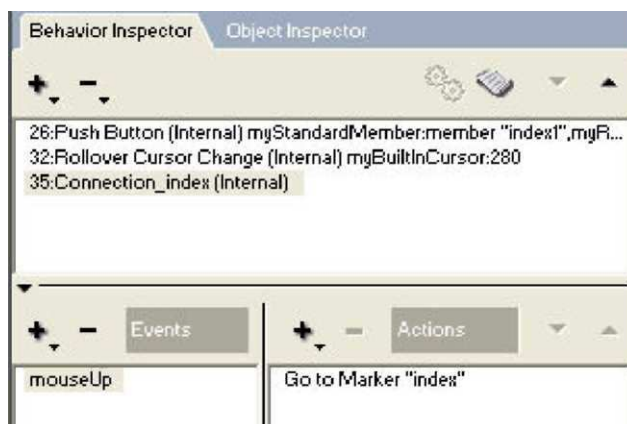 Behavior Inspector Object Inspector
26:Push Button (Internal) myStandardMember:member "index1",myR...
32:Rollover Cursor Change (Internal) myBuiltInCursor:280
35:Connection_index (Internal)
Events Actions
mouseUp Go to Marker "index"